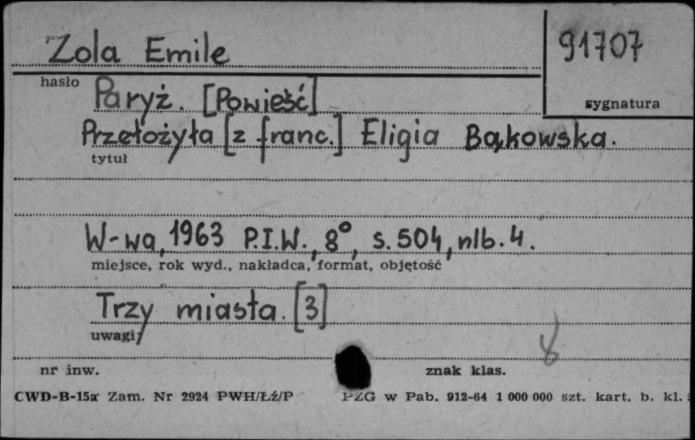 Zola Emile
91707
hasło
sygnatura
Paryż. [Powieść]
Przełożyła [z franc.] Eligia Bąkowska.
tytuł
W-wa, 1963 P.I.W., 8°, s. 504, nlb. 4.
miejsce, rok wyd., nakładca, format, objętość
Trzy miasta. [3]
uwagi
8
nr inw.
znak klas.
CWD-B-15a Zam. Nr 2924 PWH/Łź/P PZG w Pab. 912-64 1 000 000 szt. kart. b. kl.